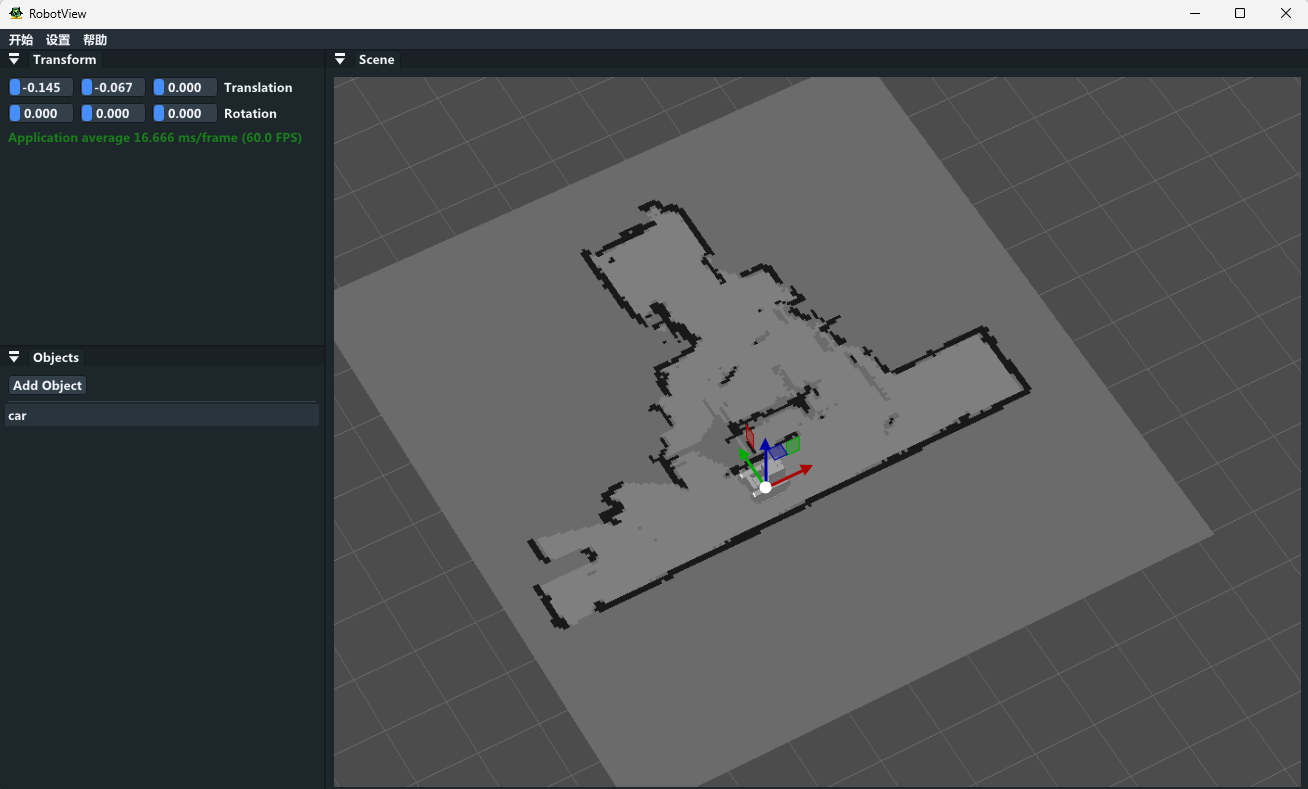 RobotView
开始 设置 帮助
Transform
-0.145 -0.067 0.000 Translation
0.000 0.000 0.000 Rotation
Application average 16.666 ms/frame (60.0 FPS)
Objects
Add Object
car
Scene